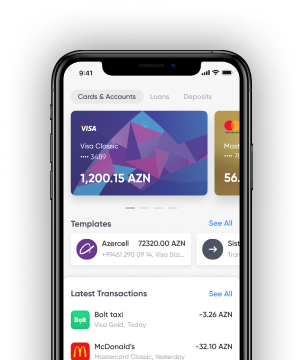 9:41
Cards & Accounts Loans Deposits
VISA
Visa Classic
•••• 3489
1,200.15 AZN
Mast
56.
Templates See All
Azercell 72320.00 AZN
+99451 290 09 14, Visa Sta...
Sist
Tran
Latest Transactions See All
Bolt
Bolt taxi -3.26 AZN
Visa Gold, Today
McDonald's -32.10 AZN
Mastercard Classic, Yesterday